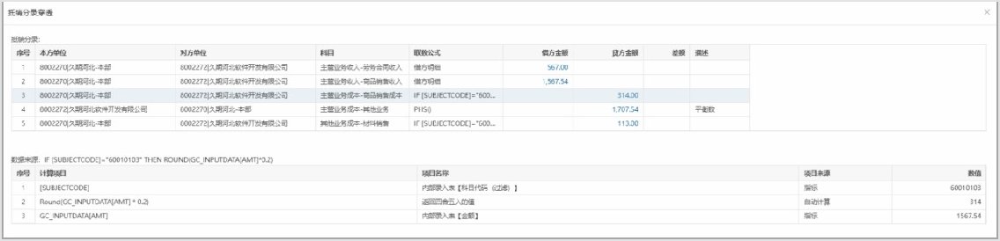 抵销分录穿透
抵销分录:
序号 本方单位 对方单位 科目 取数公式 借方金额 贷方金额 差额 描述
1 8002270|久期河北-本部 8002272|久期河北软件开发有限公司 主营业务收入-劳务合同收入 借方明细 567.00
2 8002270|久期河北-本部 8002272|久期河北软件开发有限公司 主营业务收入-商品销售收入 借方明细 1,567.54
3 8002270|久期河北-本部 8002272|久期河北软件开发有限公司 主营业务成本-商品销售成本 IF [SUBJECTCODE]="600... 314.00
4 8002272|久期河北软件开发有限公司 8002270|久期河北-本部 主营业务成本-其他业务 PHS() 1,707.54 平衡数
5 8002270|久期河北-本部 8002272|久期河北软件开发有限公司 其他业务成本-材料销售 IF [SUBJECTCODE]="600... 113.00
数据来源: IF [SUBJECTCODE]="60010103" THEN ROUND(GC_INPUTDATA[AMT]*0.2)
序号 计算项目 项目名称 项目来源 数值
1 [SUBJECTCODE] 内部录入表【科目代码（过滤）】 指标 60010103
2 Round(GC_INPUTDATA[AMT] * 0.2) 返回四舍五入的值 自动计算 314
3 GC_INPUTDATA[AMT] 内部录入表【金额】 指标 1567.54